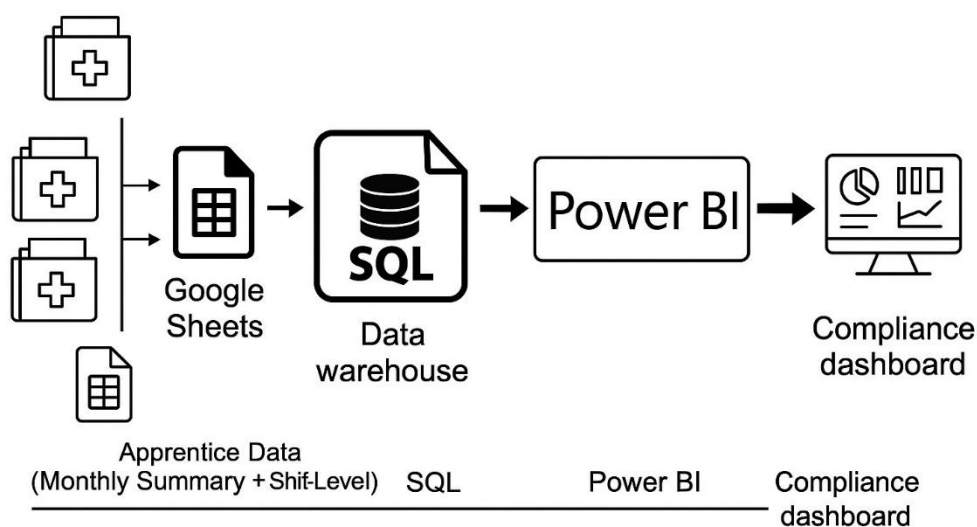 Google
Sheets
SQL
Data
warehouse
Power BI
Compliance
dashboard
Apprentice Data
(Monthly Summary + Shif-Level)
SQL
Power BI
Compliance
dashboard